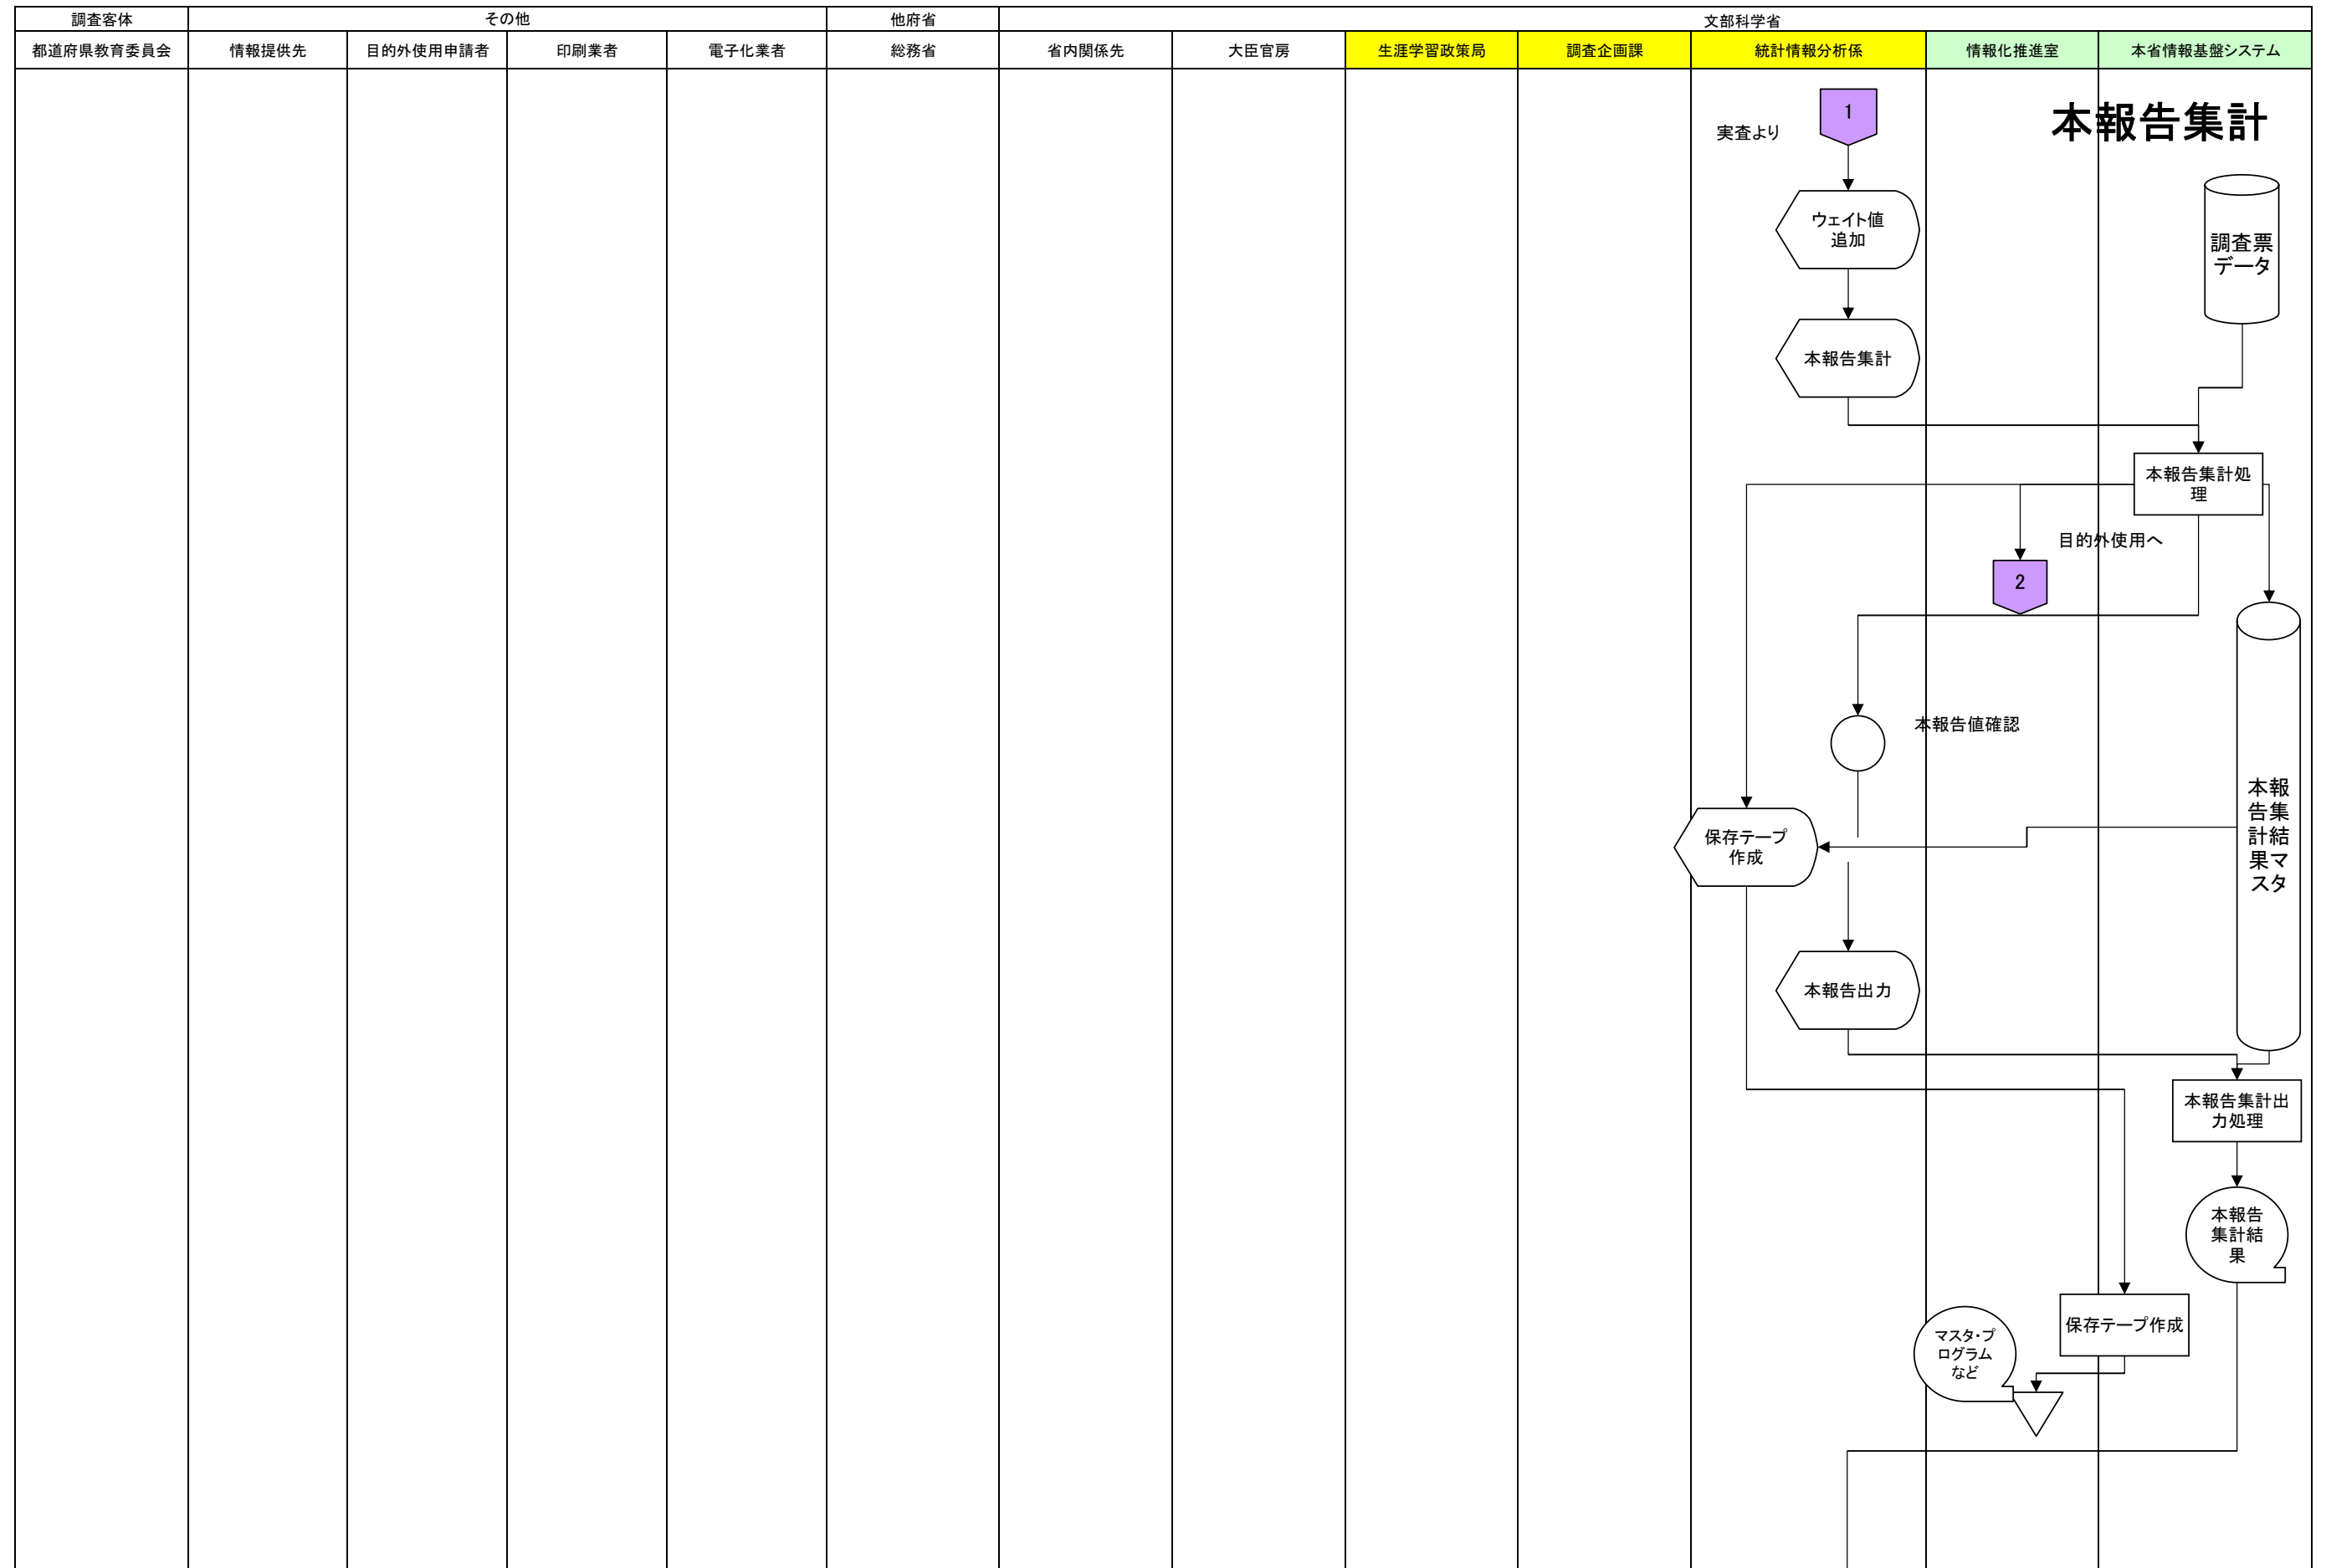 調査客体
その他
他府省
文部科学省
都道府県教育委員会
情報提供先
目的外使用申請者
印刷業者
電子化業者
総務省
省内関係先
大臣官房
生涯学習政策局
調査企画課
統計情報分析係
情報化推進室
本省情報基盤システム
本報告集計
1
実査より
ウェイト値
追加
調査票
データ
本報告集計
本報告集計処
理
目的外使用へ
2
本報告値確認
本報
告集
計結
果マ
スタ
保存テープ
作成
本報告出力
本報告集計出
力処理
本報告
集計結
果
保存テープ作成
マスタ・プ
ログラム
など